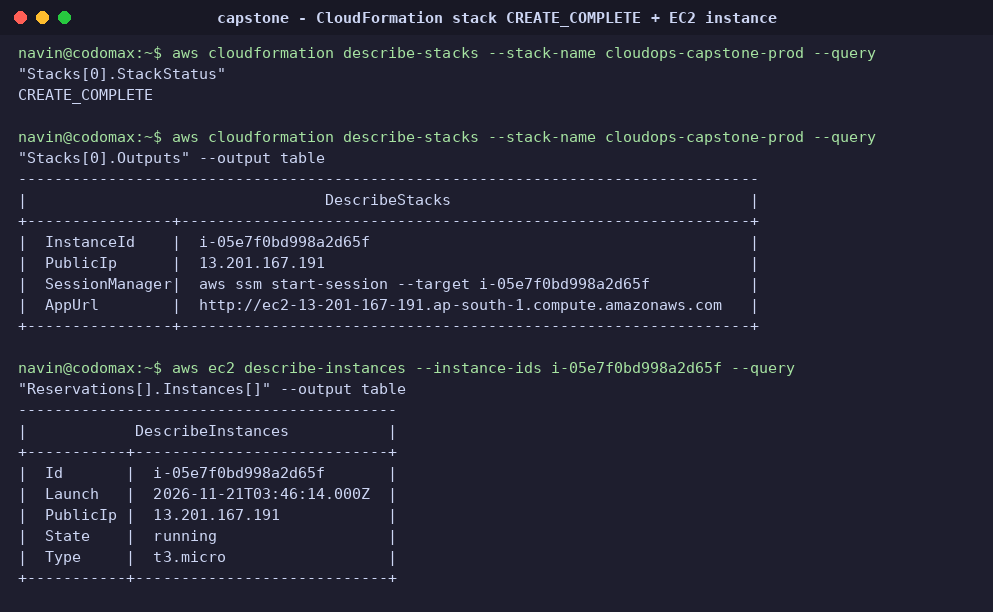 capstone - CloudFormation stack CREATE_COMPLETE + EC2 instance
navin@codomax:~$ aws cloudformation describe-stacks --stack-name cloudops-capstone-prod --query
"Stacks[0].StackStatus"
CREATE_COMPLETE
navin@codomax:~$ aws cloudformation describe-stacks --stack-name cloudops-capstone-prod --query
"Stacks[0].Outputs" --output table
----------------------------------------------------------------------------------
|                                 DescribeStacks                                 |
+----------------+---------------------------------------------------------------+
|  InstanceId    |  i-05e7f0bd998a2d65f                                          |
|  PublicIp      |  13.201.167.191                                               |
|  SessionManager|  aws ssm start-session --target i-05e7f0bd998a2d65f           |
|  AppUrl        |  http://ec2-13-201-167-191.ap-south-1.compute.amazonaws.com   |
+----------------+---------------------------------------------------------------+
navin@codomax:~$ aws ec2 describe-instances --instance-ids i-05e7f0bd998a2d65f --query
"Reservations[].Instances[]" --output table
------------------------------------------
|            DescribeInstances           |
+-----------+----------------------------+
|  Id       |  i-05e7f0bd998a2d65f       |
|  Launch   |  2026-11-21T03:46:14.000Z  |
|  PublicIp |  13.201.167.191            |
|  State    |  running                   |
|  Type     |  t3.micro                  |
+-----------+----------------------------+